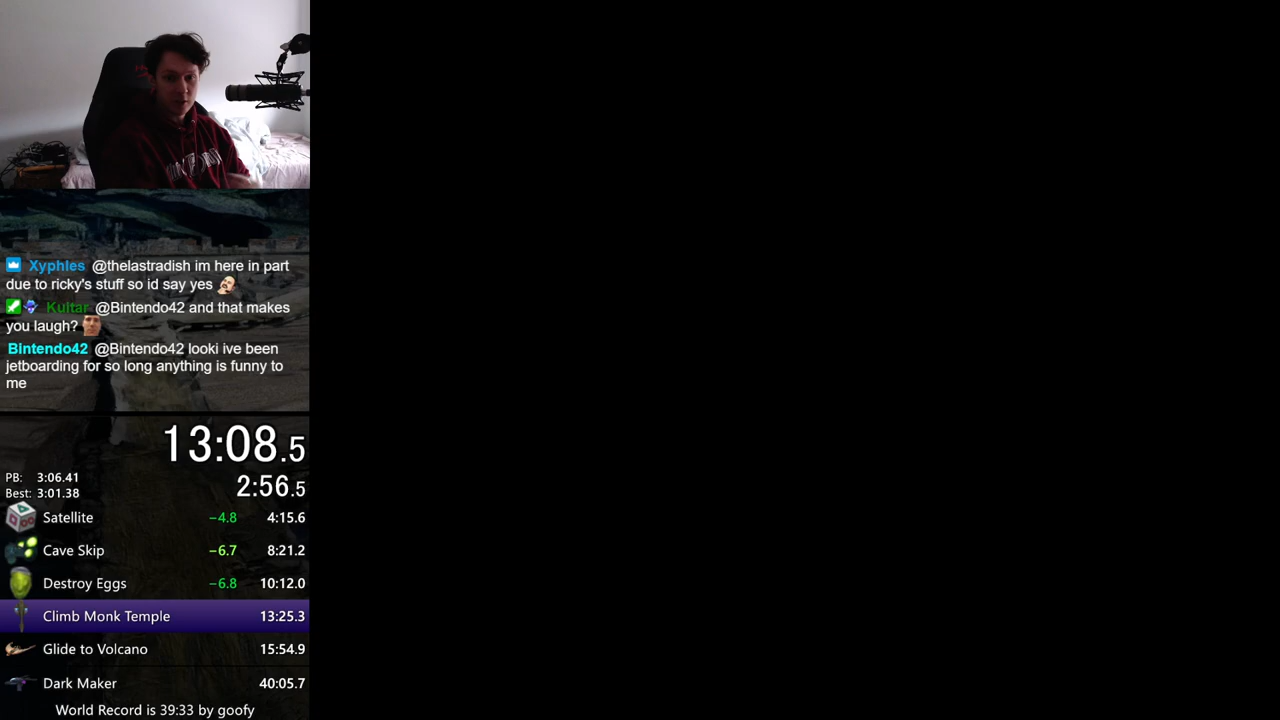 Xyphles @thelastradish im here in part
due to ricky's stuff so id say yes
Kultar @Bintendo42 and that makes
you laugh?
Bintendo42 @Bintendo42 looki ive been
jetboarding for so long anything is funny to
me
13:08.5
PB: 3:06.41
Best: 3:01.38
2:56.5
Satellite -4.8 4:15.6
Cave Skip -6.7 8:21.2
Destroy Eggs -6.8 10:12.0
Climb Monk Temple 13:25.3
Glide to Volcano 15:54.9
Dark Maker 40:05.7
World Record is 39:33 by goofy